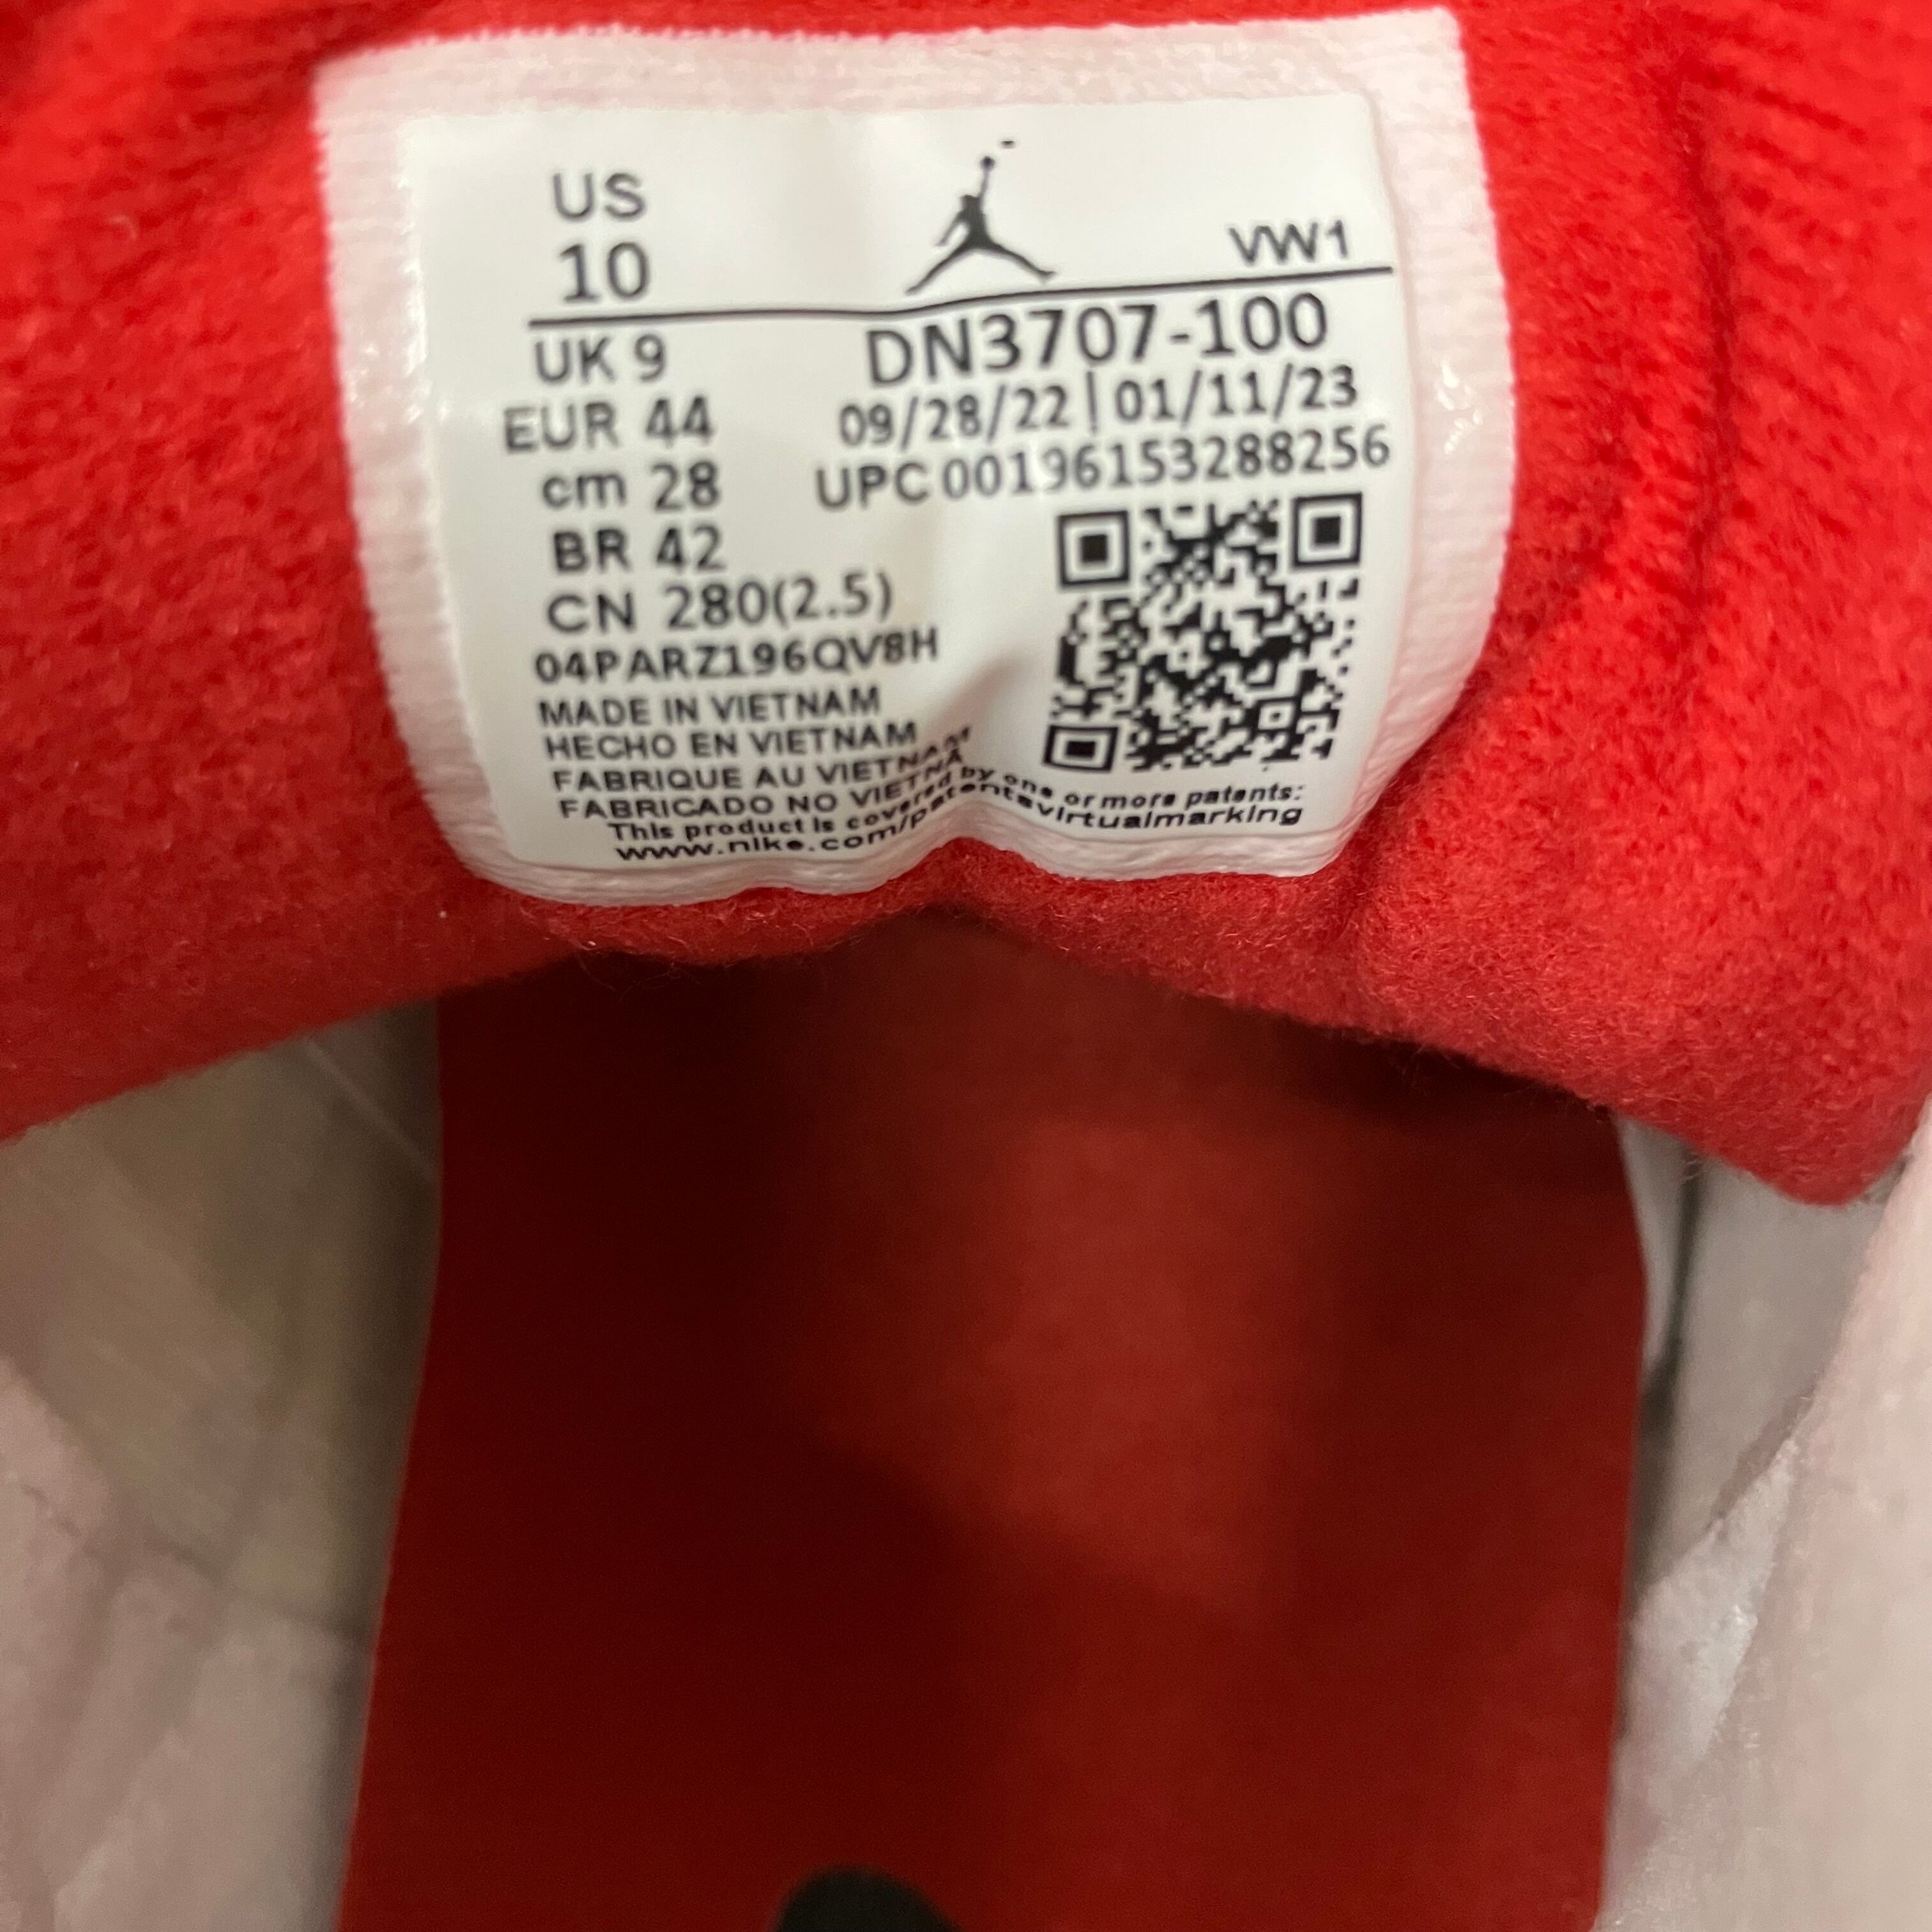 US
10
VW1
UK 9
EUR 44
cm 28
BR 42
CN 280(2.5)
DN3707-100
09/28/22 | 01/11/23
UPC 00196153288256
04PARZ196QV8H
MADE IN VIETNAM
HECHO EN VIETNAM
FABRIQUE AU VIETNAM
FABRICADO NO VIETNA
This product is covered by one or more patents:
www.nike.com/patentsvirtualmarking